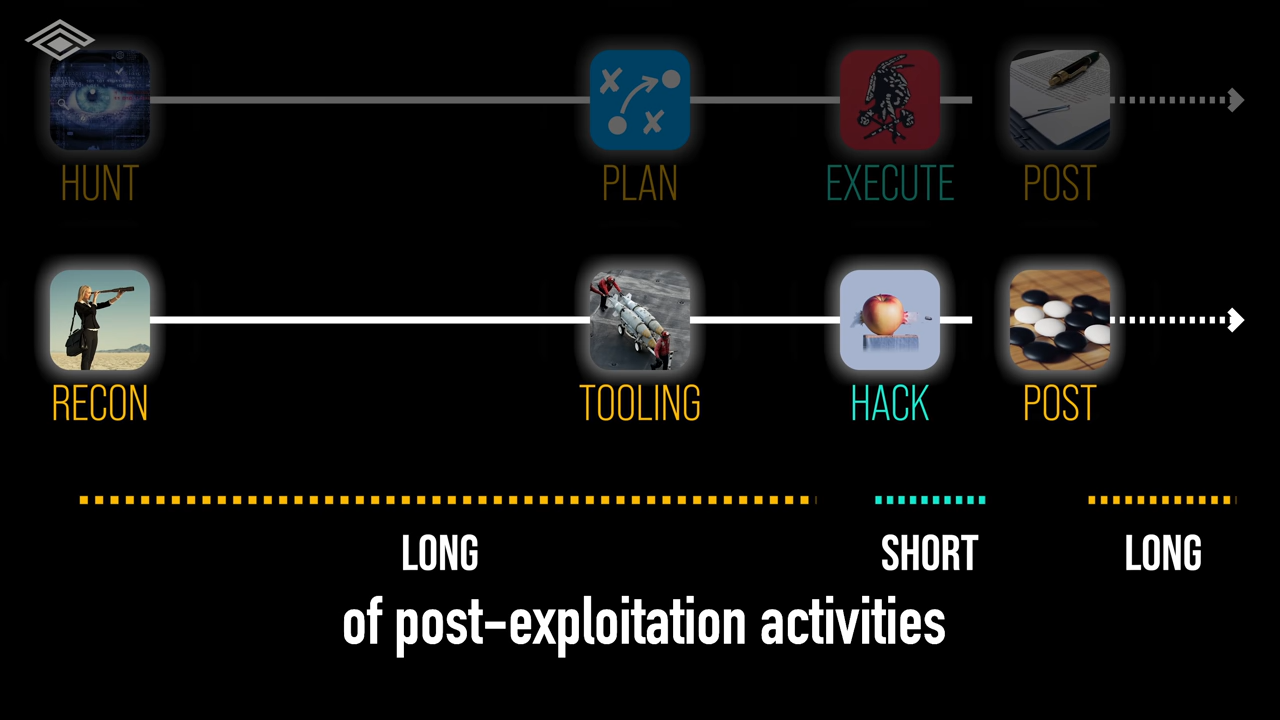 HUNT PLAN EXECUTE POST
RECON TOOLING HACK POST
LONG SHORT LONG
of post-exploitation activities